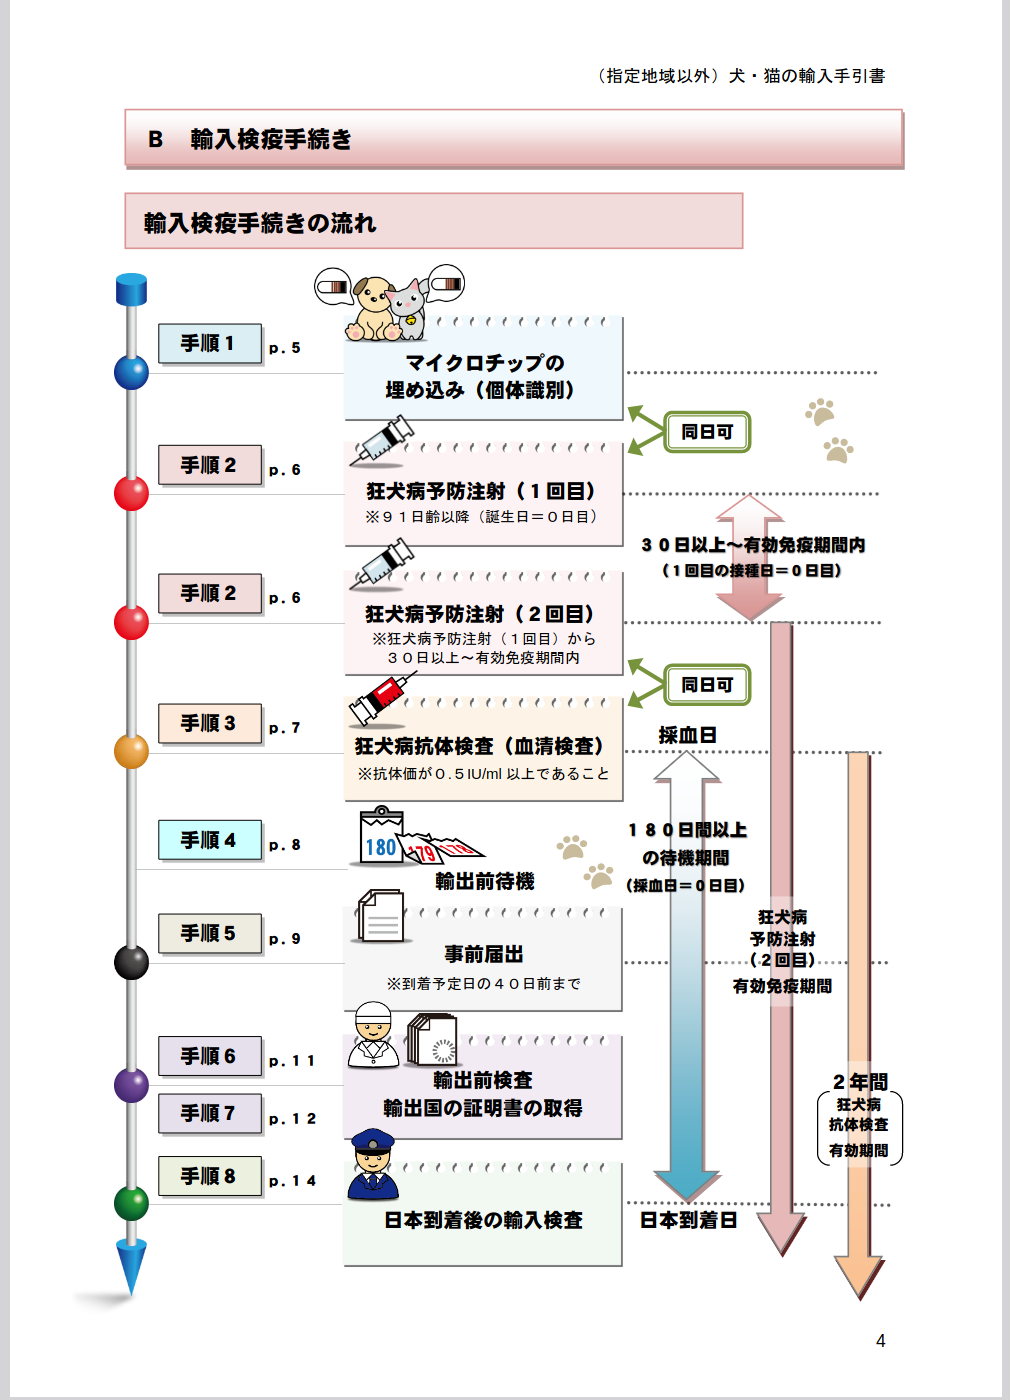 （指定地域以外）犬・猫の輸入手引書
B　輸入検疫手続き
輸入検疫手続きの流れ
手順１ p.5
マイクロチップの
埋め込み（個体識別）
同日可
手順２ p.6
狂犬病予防注射（１回目）
※９１日齢以降（誕生日＝０日目）
３０日以上～有効免疫期間内
（１回目の接種日＝０日目）
手順２ p.6
狂犬病予防注射（２回目）
※狂犬病予防注射（１回目）から
３０日以上～有効免疫期間内
同日可
手順３ p.7
狂犬病抗体検査（血清検査）
※抗体価が０.５IU/ml 以上であること
採血日
手順４ p.8
180
179
178
輸出前待機
１８０日間以上
の待機期間
（採血日＝０日目）
手順５ p.9
事前届出
※到着予定日の４０日前まで
狂犬病
予防注射
（２回目）
有効免疫期間
手順６ p.11
手順７ p.12
輸出前検査
輸出国の証明書の取得
２年間
狂犬病
抗体検査
有効期間
手順８ p.14
日本到着後の輸入検査
日本到着日
4